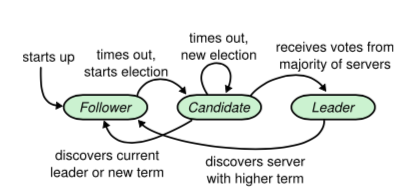 starts up
times out,
starts election
times out,
new election
receives votes from
majority of servers
Follower
Candidate
Leader
discovers current
leader or new term
discovers server
with higher term